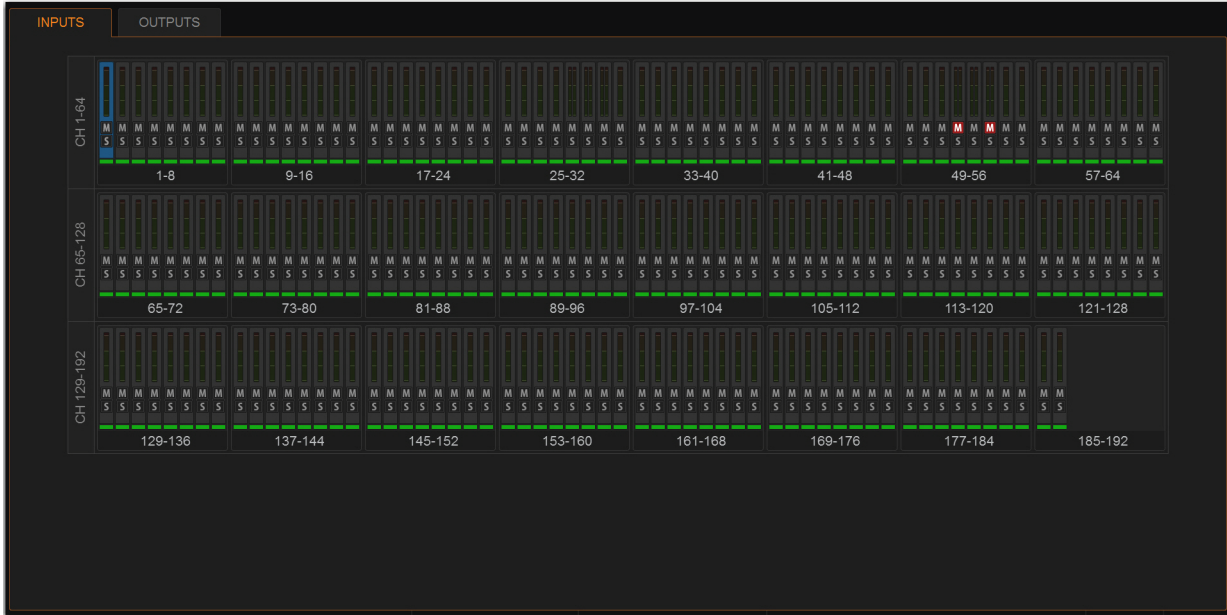 INPUTS OUTPUTS
CH 1-64
M M M M M M M M M M M M M M M M M M M M M M M M M M M M M M M M M M M M M M M M M M M M M M M M M M M M M M M M M M M M M M M M
S S S S S S S S S S S S S S S S S S S S S S S S S S S S S S S S S S S S S S S S S S S S S S S S S S S S S S S S S S S S S S S S
1-8 9-16 17-24 25-32 33-40 41-48 49-56 57-64
CH 65-128
M M M M M M M M M M M M M M M M M M M M M M M M M M M M M M M M M M M M M M M M M M M M M M M M M M M M M M M M M M M M M M M M
S S S S S S S S S S S S S S S S S S S S S S S S S S S S S S S S S S S S S S S S S S S S S S S S S S S S S S S S S S S S S S S S
65-72 73-80 81-88 89-96 97-104 105-112 113-120 121-128
CH 129-192
M M M M M M M M M M M M M M M M M M M M M M M M M M M M M M M M M M M M M M M M M M M M M M M M M M M M M M M M M M
S S S S S S S S S S S S S S S S S S S S S S S S S S S S S S S S S S S S S S S S S S S S S S S S S S S S S S S S S S
129-136 137-144 145-152 153-160 161-168 169-176 177-184 185-192